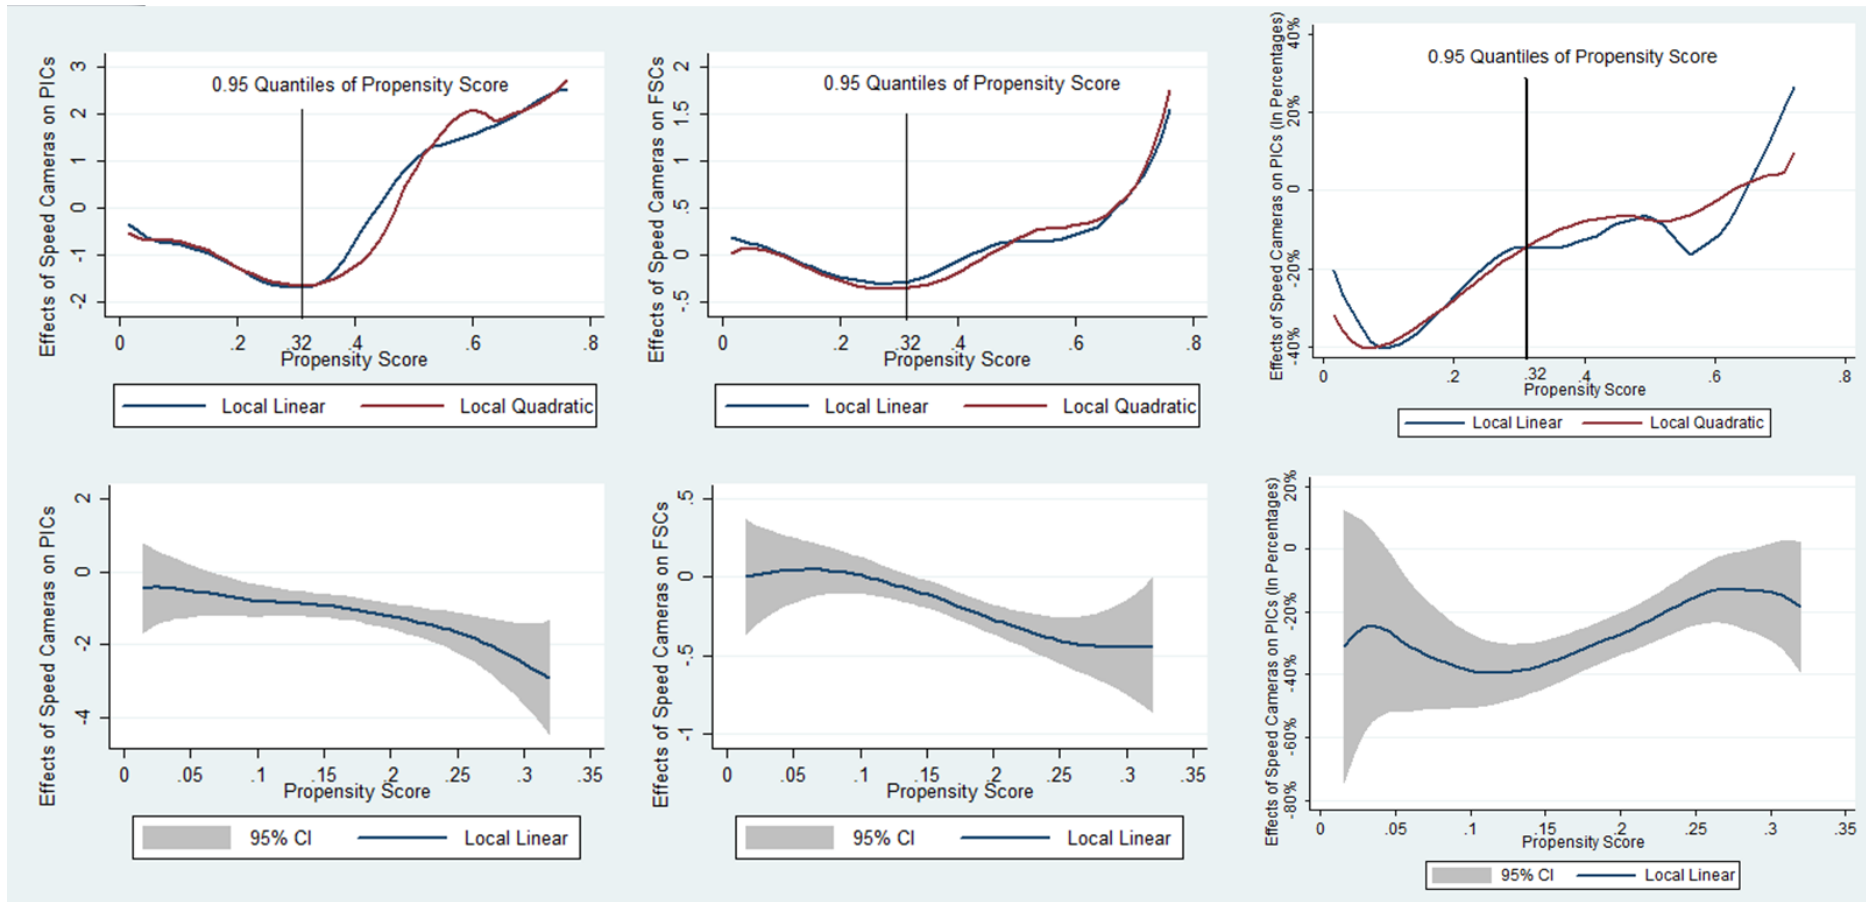 Effects of Speed Cameras on PICs
3
2
1
0
-1
-2
0.95 Quantiles of Propensity Score
0 .2 .32 .4 .6 .8
Propensity Score
Local Linear Local Quadratic
Effects of Speed Cameras on FSCs
2
1.5
1
.5
0
-.5
0.95 Quantiles of Propensity Score
0 .2 .32 .4 .6 .8
Propensity Score
Local Linear Local Quadratic
Effects of Speed Cameras on PICs (In Percentages)
40%
20%
0
-20%
-40%
0.95 Quantiles of Propensity Score
0 .2 .32 .4 .6 .8
Propensity Score
Local Linear Local Quadratic
Effects of Speed Cameras on PICs
2
0
-2
-4
0 .05 .1 .15 .2 .25 .3 .35
Propensity Score
95% CI Local Linear
Effects of Speed Cameras on FSCs
.5
0
-.5
-1
0 .05 .1 .15 .2 .25 .3 .35
Propensity Score
95% CI Local Linear
Effects of Speed Cameras on PICs (In Percentages)
20%
0
-20%
-40%
-60%
-80%
0 .05 .1 .15 .2 .25 .3 .35
Propensity Score
95% CI Local Linear